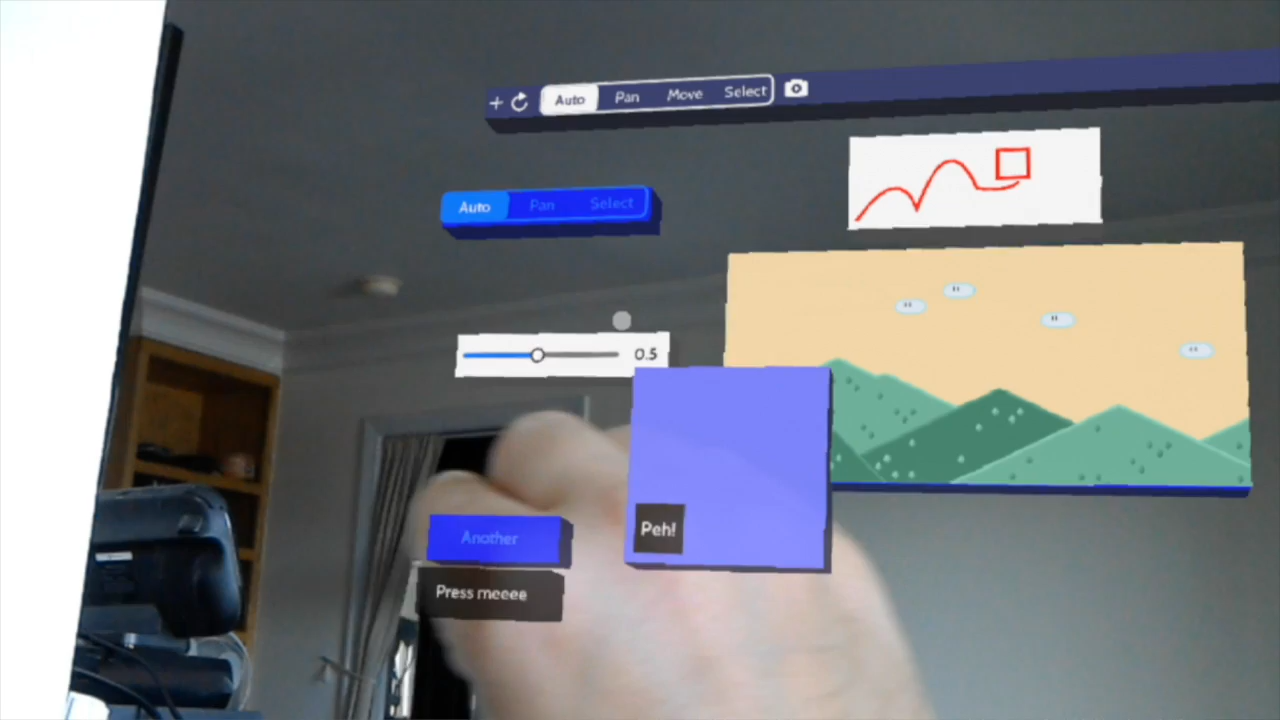 + Auto Pan Move Select
Auto Pan Select
0.5
Peh!
Another
Press meeee